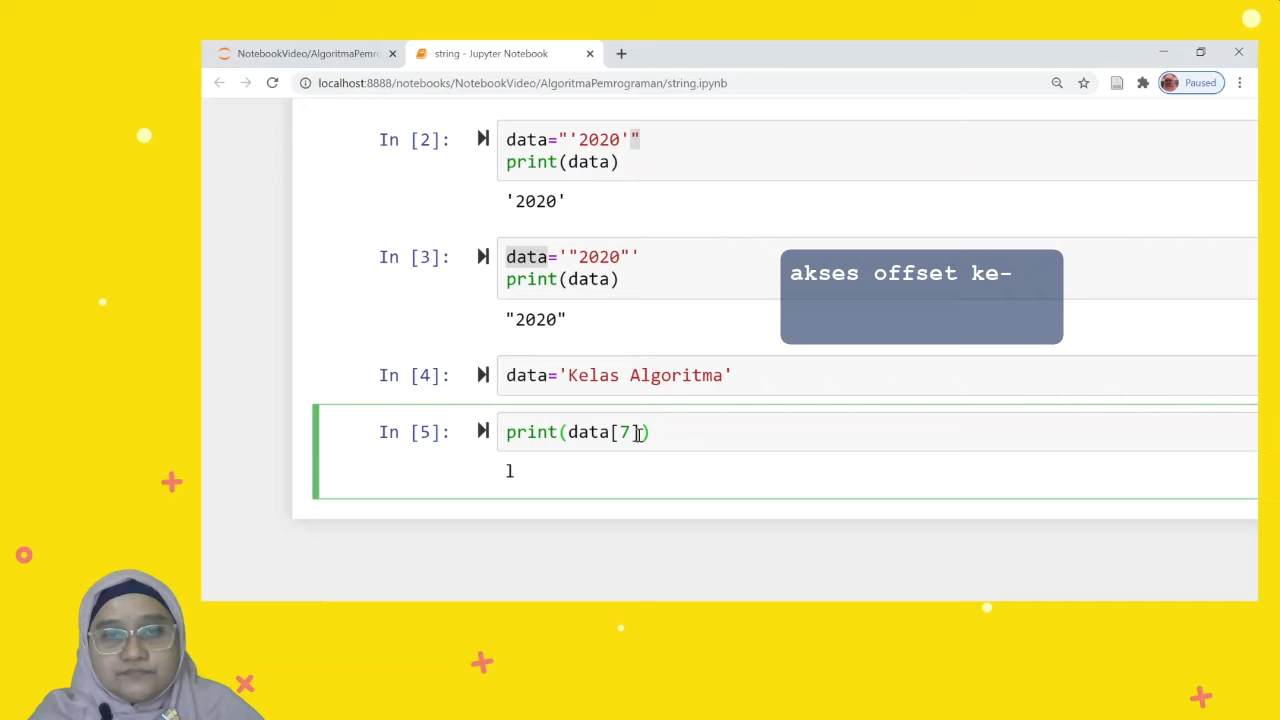 NotebookVideo/AlgoritmaPemro
string - Jupyter Notebook
localhost:8888/notebooks/NotebookVideo/AlgoritmaPemrograman/string.ipynb
Paused
In [2]:
data="'2020'"
print(data)
'2020'
In [3]:
data='"2020"'
print(data)
"2020"
akses offset ke-
In [4]:
data='Kelas Algoritma'
In [5]:
print(data[7])
l